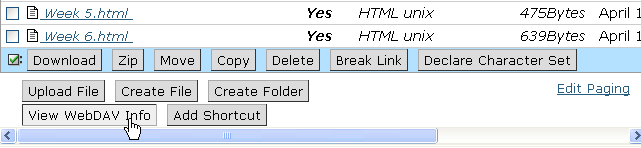 Week 5.html Yes HTML unix 475Bytes April 1
Week 6.html Yes HTML unix 639Bytes April 1
Download Zip Move Copy Delete Break Link Declare Character Set
Upload File Create File Create Folder Edit Paging
View WebDAV Info Add Shortcut